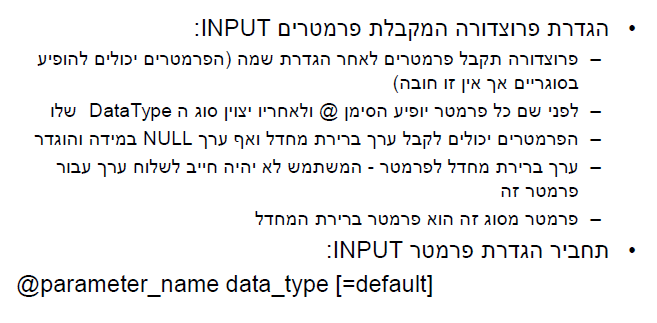 • הגדרת פרוצדורה המקבלת פרמטרים INPUT:
– פרוצדורה תקבל פרמטרים לאחר הגדרת שמה (הפרמטרים יכולים להופיע
בסוגריים אך אין זו חובה)
– לפני שם כל פרמטר יופיע הסימן @ ולאחריו יצוין סוג ה DataType שלו
– הפרמטרים יכולים לקבל ערך ברירת מחדל ואף ערך NULL במידה והוגדר
– ערך ברירת מחדל לפרמטר - המשתמש לא יהיה חייב לשלוח ערך עבור
פרמטר זה
– פרמטר מסוג זה הוא פרמטר ברירת המחדל
• תחביר הגדרת פרמטר INPUT:
@parameter_name data_type [=default]